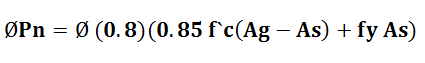 ØPn = Ø (0.8)(0.85 f`c(Ag − As) + fy As)